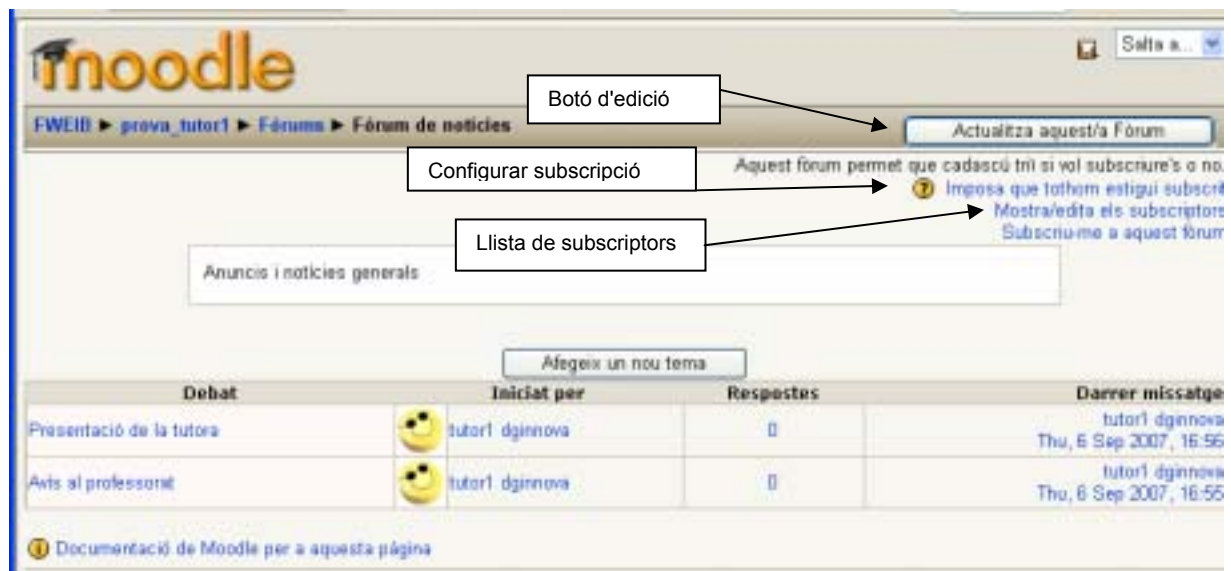 moodle
Salta a...
Botó d'edició
FWEIB ► prova_tutor1 ► Fòrums ► Fòrum de notícies
Actualitza aquest/a Fòrum
Configurar subscripció
Aquest fòrum permet que cadascú triï si vol subscriure's o no.
Imposa que tothom estigui subscrit
Mostra/edita els subscriptors
Llista de subscriptors
Subscriu-me a aquest fòrum
Anuncis i notícies generals
Afegeix un nou tema
Debat Iniciat per Respostes Darrer missatge
Presentació de la tutora tutor1 dginnova 0 tutor1 dginnova
Thu, 6 Sep 2007, 16:56
Avís al professorat tutor1 dginnova 0 tutor1 dginnova
Thu, 6 Sep 2007, 16:55
Documentació de Moodle per a aquesta pàgina